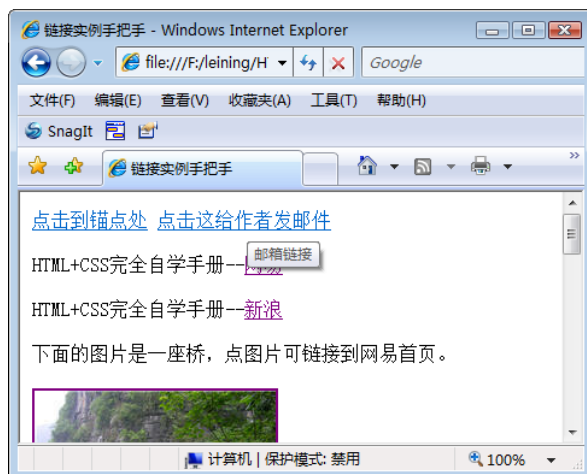 链接实例手把手 - Windows Internet Explorer
file:///F:/leining/H
Google
文件(F) 编辑(E) 查看(V) 收藏夹(A) 工具(T) 帮助(H)
SnagIt
链接实例手把手
点击到锚点处 点击这给作者发邮件
邮箱链接
HTML+CSS完全自学手册--网易
HTML+CSS完全自学手册--新浪
下面的图片是一座桥，点图片可链接到网易首页。
计算机 | 保护模式: 禁用
100%